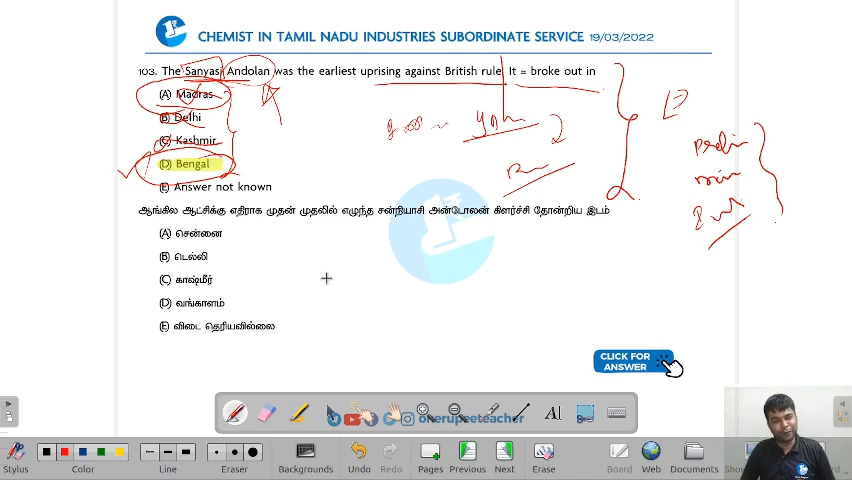 CHEMIST IN TAMIL NADU INDUSTRIES SUBORDINATE SERVICE 19/03/2022
103. The Sanyasi Andolan was the earliest uprising against British rule. It = broke out in
(A) Madras
(B) Delhi
(C) Kashmir
(D) Bengal
(E) Answer not known
ஆங்கில ஆட்சிக்கு எதிராக முதன் முதலில் எழுந்த சன்நியாசி அன்டோலன் கிளர்ச்சி தோன்றிய இடம்
(A) சென்னை
(B) டெல்லி
(C) காஷ்மீர்
(D) வங்காளம்
(E) விடை தெரியவில்லை
CLICK FOR
ANSWER
onerupeeteacher
Stylus
Color
Line
Eraser
Backgrounds
Undo
Redo
Pages
Previous
Next
Erase
Board
Web
Documents